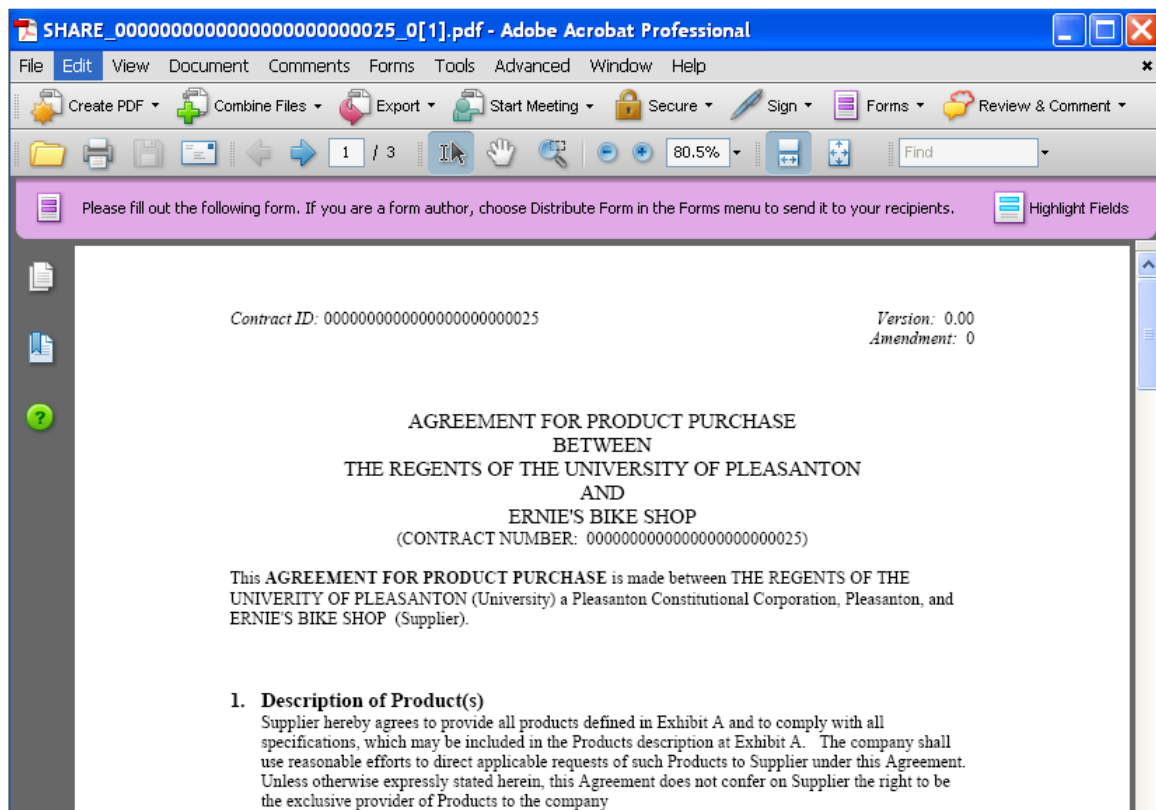 SHARE_0000000000000000000000025_0[1].pdf - Adobe Acrobat Professional
File Edit View Document Comments Forms Tools Advanced Window Help
Create PDF Combine Files Export Start Meeting Secure Sign Forms Review & Comment
1 / 3 80.5% Find
Please fill out the following form. If you are a form author, choose Distribute Form in the Forms menu to send it to your recipients. Highlight Fields
Contract ID: 0000000000000000000000025 Version: 0.00
Amendment: 0
AGREEMENT FOR PRODUCT PURCHASE
BETWEEN
THE REGENTS OF THE UNIVERSITY OF PLEASANTON
AND
ERNIE'S BIKE SHOP
(CONTRACT NUMBER: 0000000000000000000000025)
This AGREEMENT FOR PRODUCT PURCHASE is made between THE REGENTS OF THE
UNIVERITY OF PLEASANTON (University) a Pleasanton Constitutional Corporation, Pleasanton, and
ERNIE'S BIKE SHOP (Supplier).
1. Description of Product(s)
Supplier hereby agrees to provide all products defined in Exhibit A and to comply with all
specifications, which may be included in the Products description at Exhibit A. The company shall
use reasonable efforts to direct applicable requests of such Products to Supplier under this Agreement.
Unless otherwise expressly stated herein, this Agreement does not confer on Supplier the right to be
the exclusive provider of Products to the company